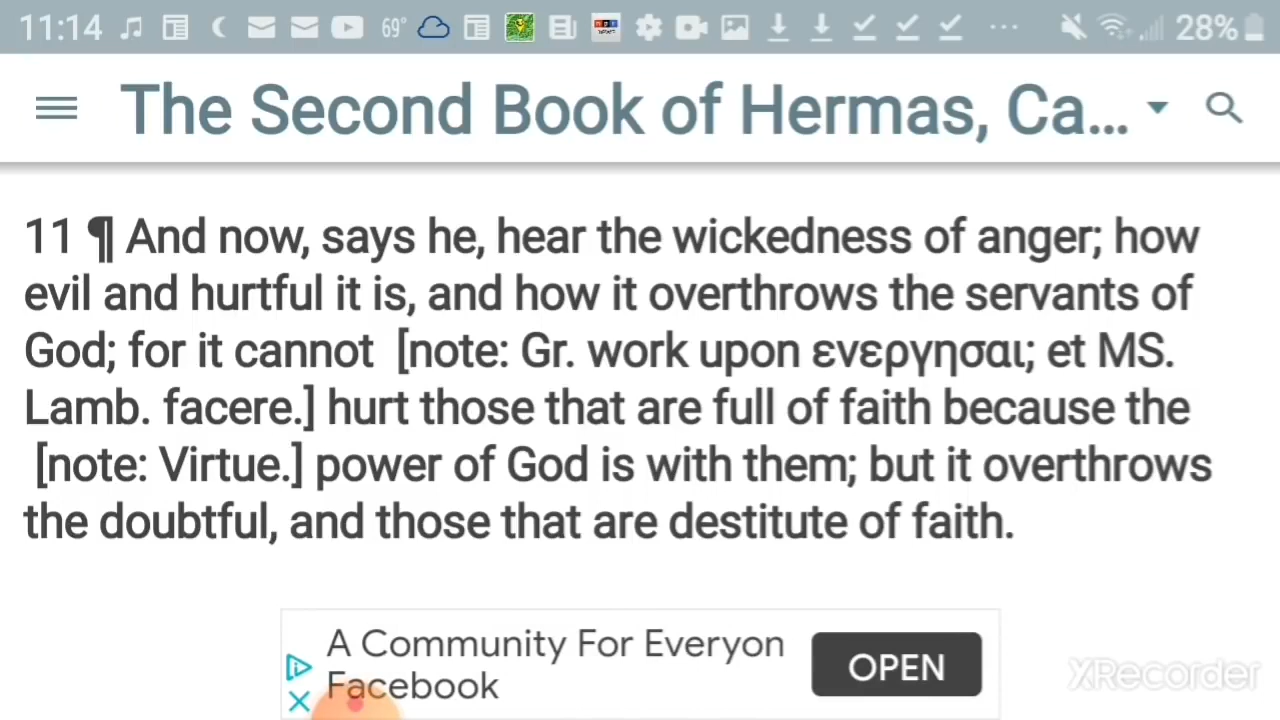 11:14 69° 28%
The Second Book of Hermas, Ca...
11 ¶ And now, says he, hear the wickedness of anger; how
evil and hurtful it is, and how it overthrows the servants of
God; for it cannot [note: Gr. work upon ενεργησαι; et MS.
Lamb. facere.] hurt those that are full of faith because the
[note: Virtue.] power of God is with them; but it overthrows
the doubtful, and those that are destitute of faith.
A Community For Everyon
Facebook
OPEN
XRecorder